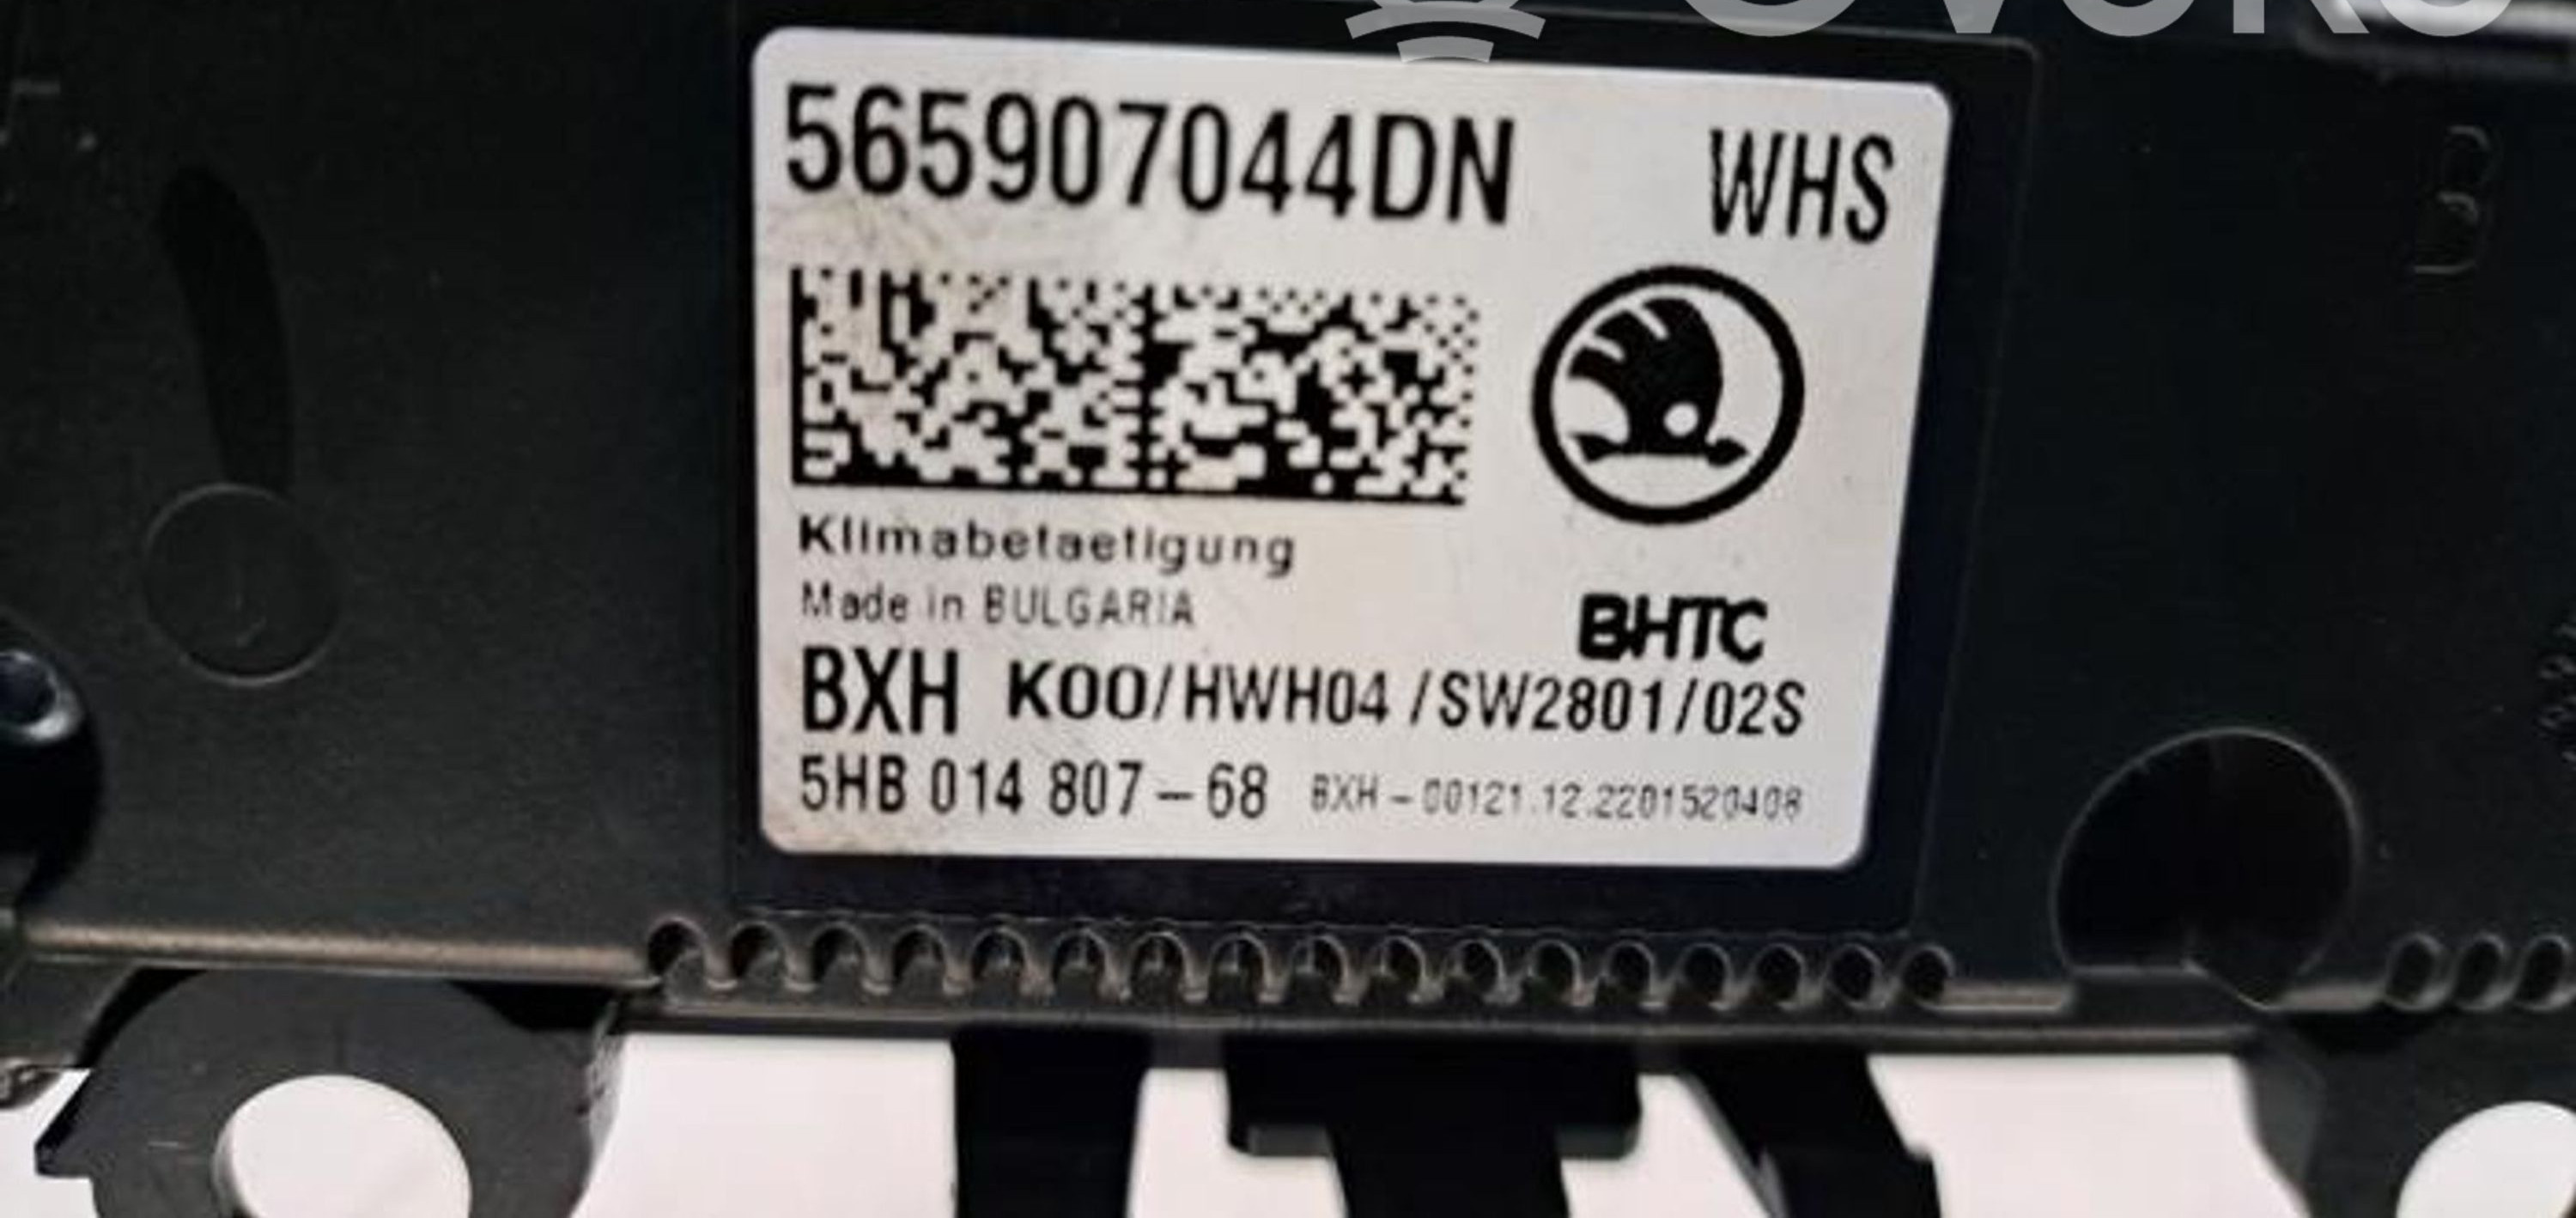 565907044DN WHS
Klimabetaetigung
Made in BULGARIA
BHTC
BXH K00/HWH04 /SW2801/02S
5HB 014 807-68 BXH-00121.12.2201520408